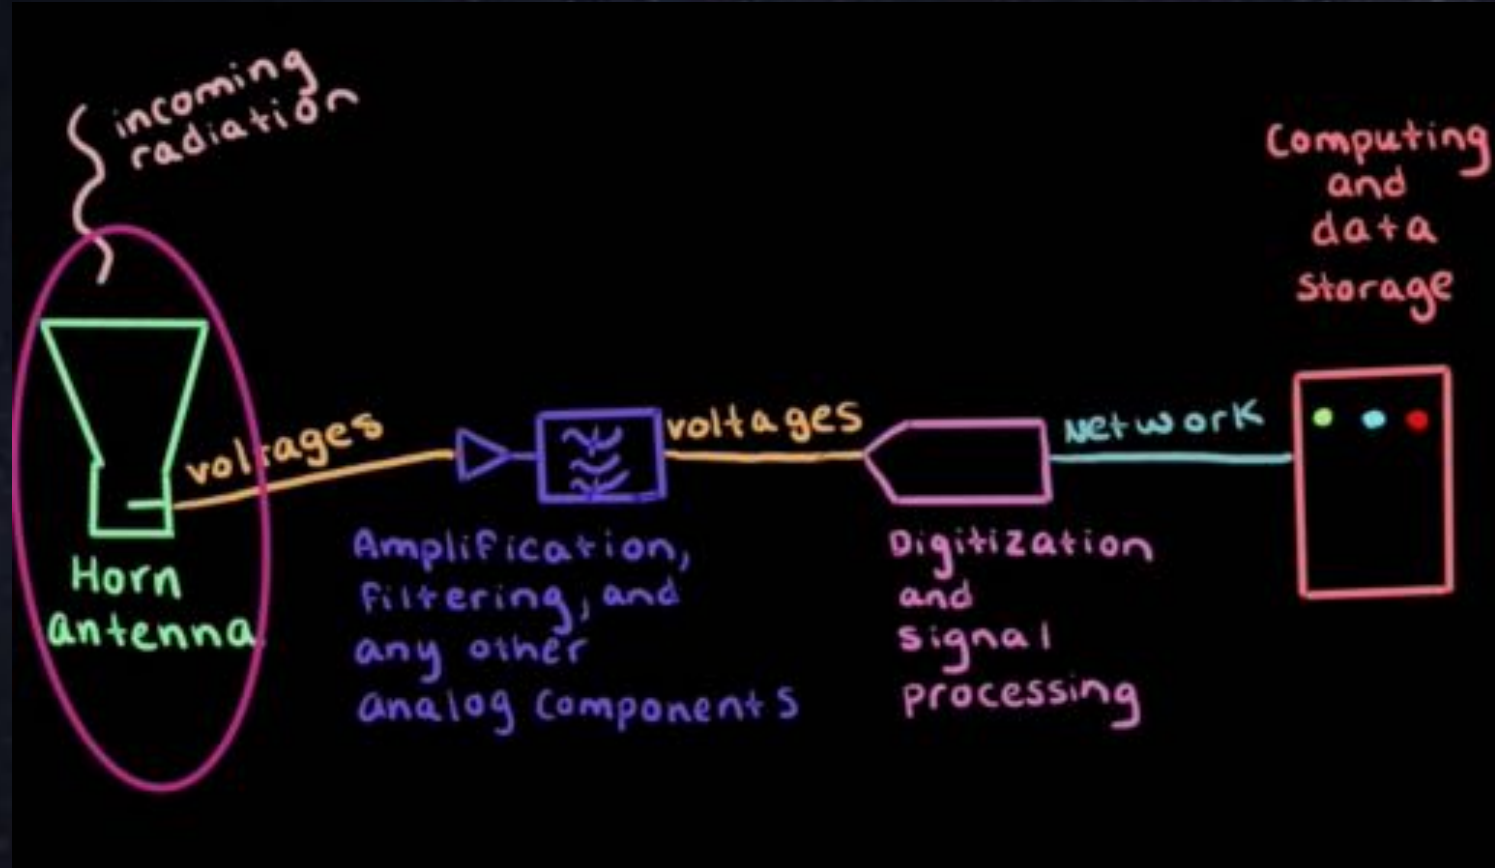 incoming
radiation
Horn
antenna
voltages
Amplification,
filtering, and
any other
analog components
voltages
Digitization
and
signal
processing
Network
Computing
and
data
storage